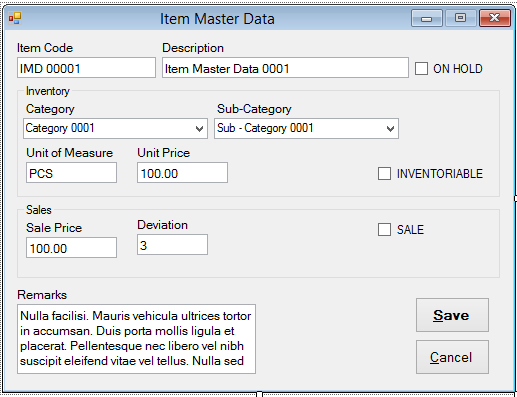 Item Master Data
Item Code
Description
IMD 00001
Item Master Data 0001
ON HOLD
Inventory
Category
Sub-Category
Category 0001
Sub - Category 0001
Unit of Measure
Unit Price
PCS
100.00
INVENTORIABLE
Sales
Sale Price
Deviation
100.00
3
SALE
Remarks
Nulla facilisi. Mauris vehicula ultrices tortor
in accumsan. Duis porta mollis ligula et
placerat. Pellentesque nec libero vel nibh
suscipit eleifend vitae vel tellus. Nulla sed
Save
Cancel